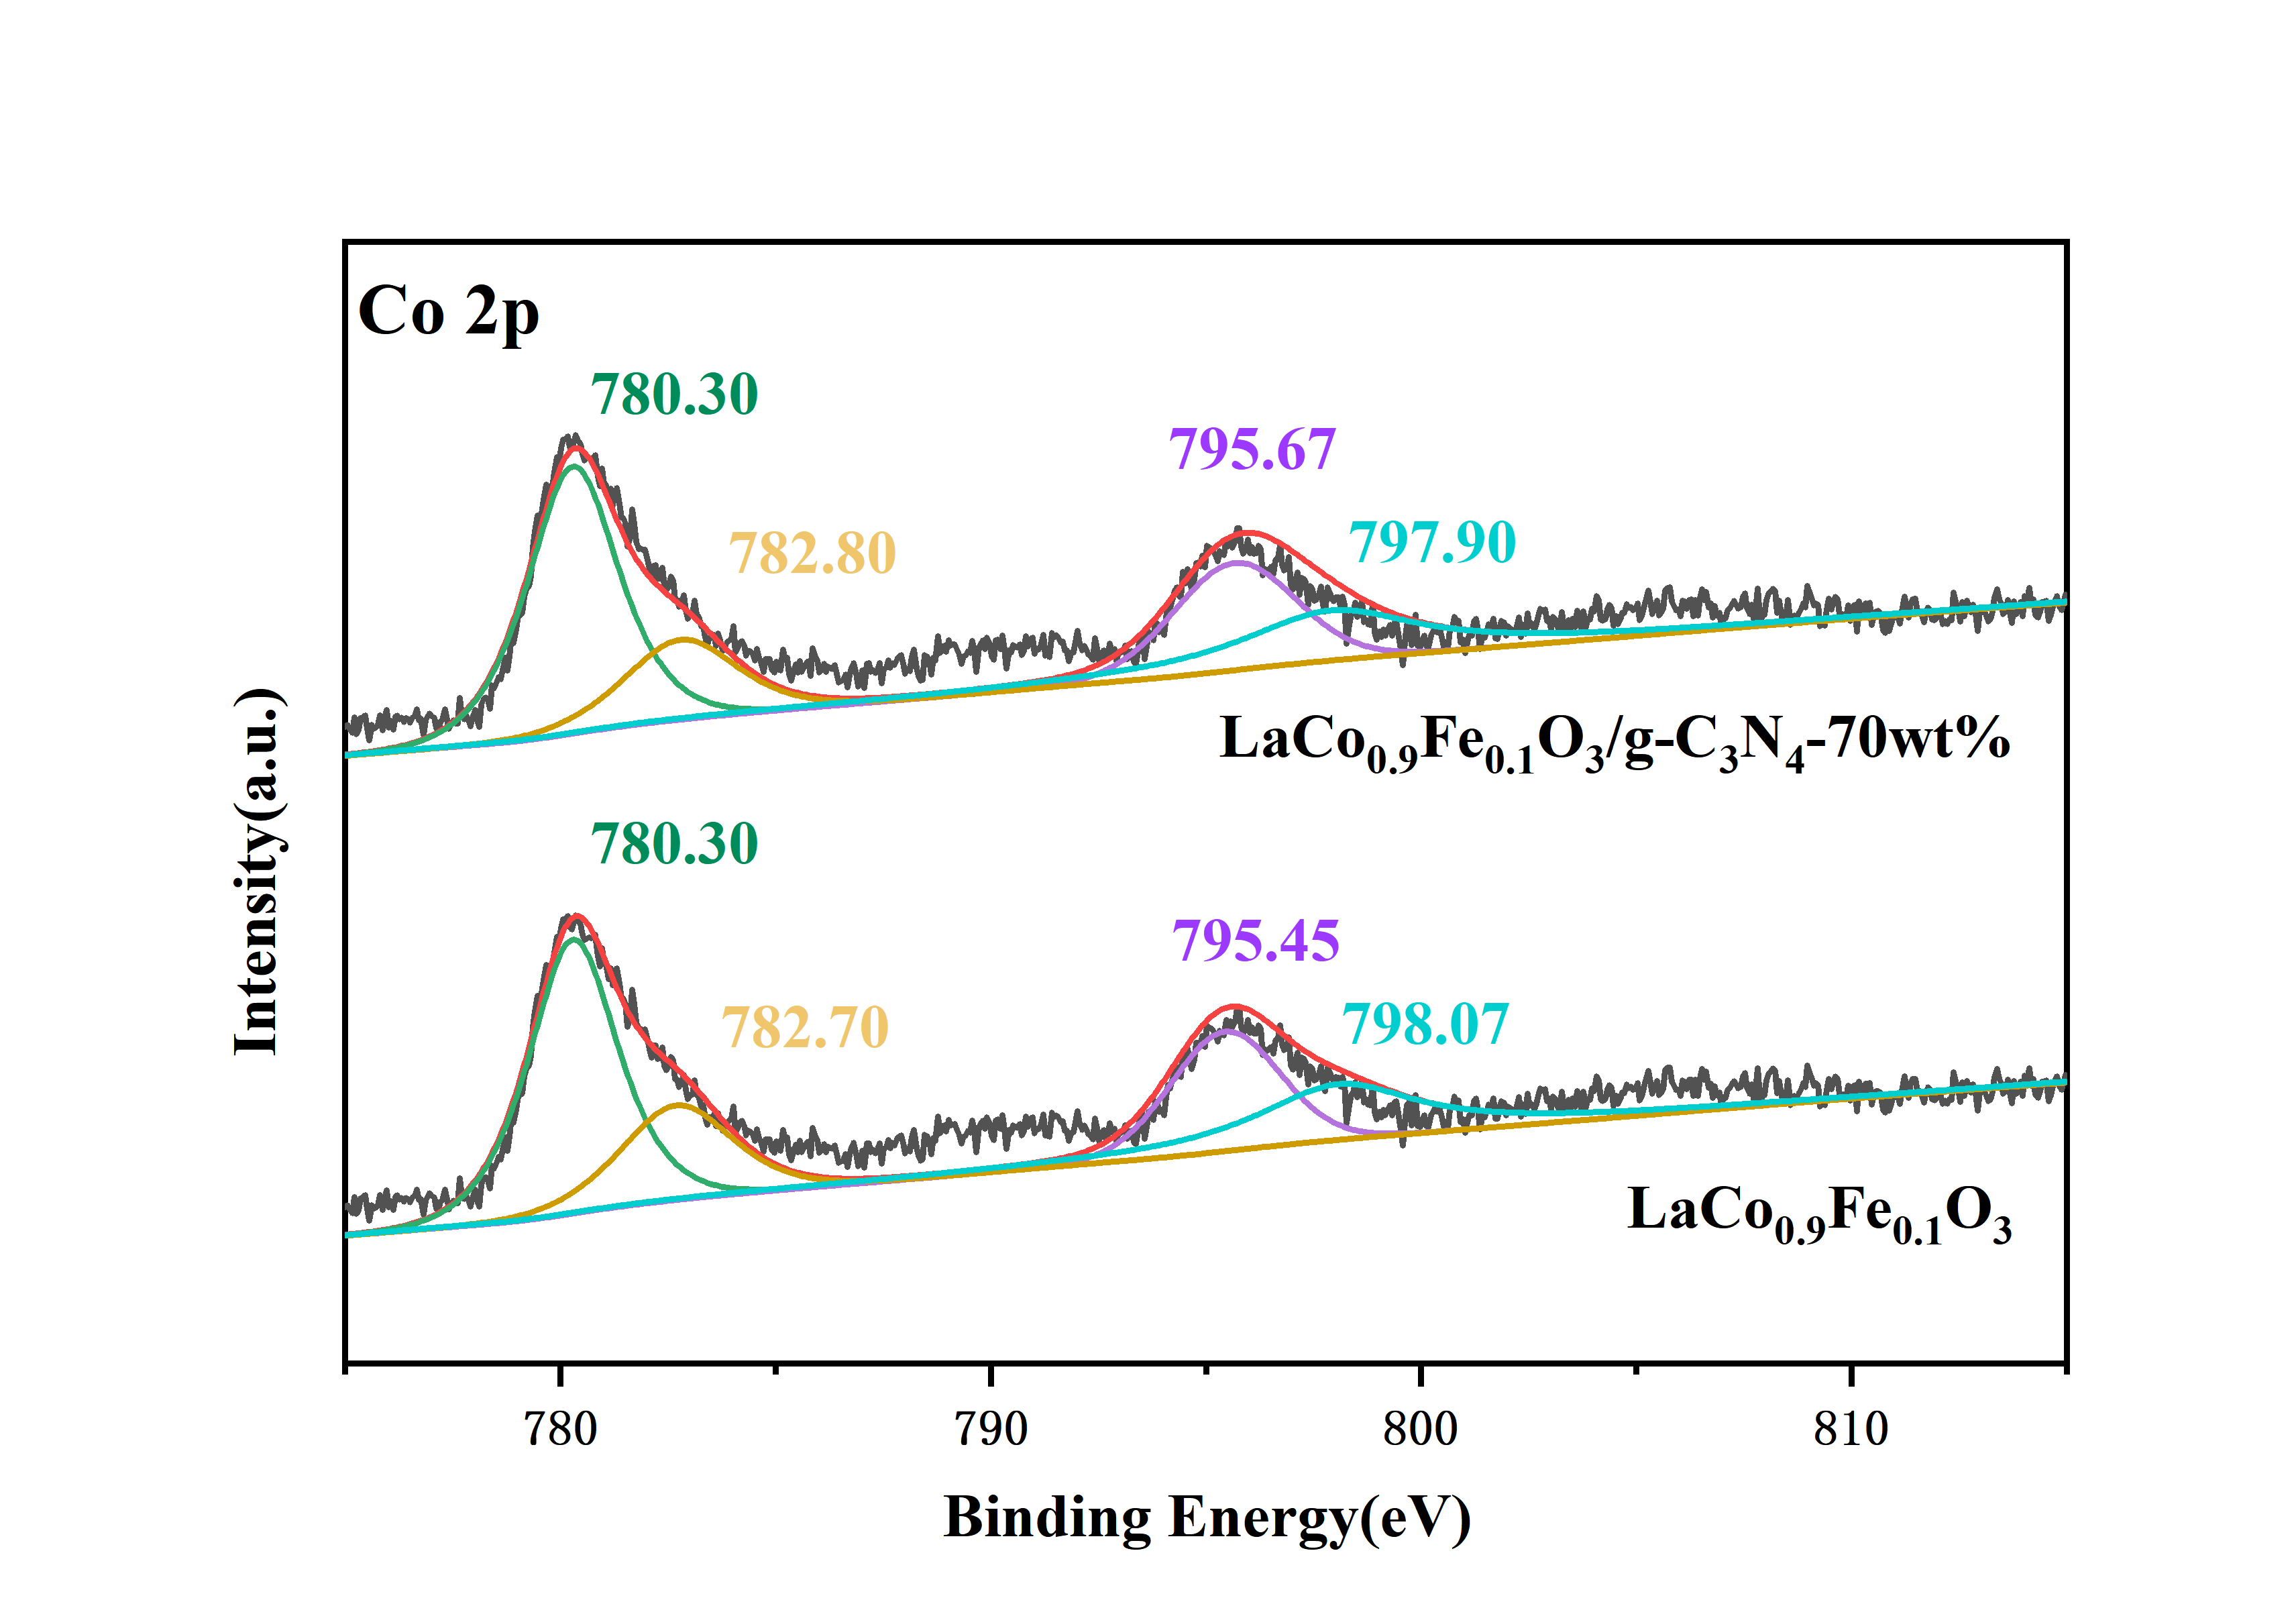 Co 2p
780.30
795.67
782.80
797.90
LaCo0.9Fe0.1O3/g-C3N4-70wt%
780.30
795.45
782.70
798.07
LaCo0.9Fe0.1O3
Intensity(a.u.)
780 790 800 810
Binding Energy(eV)